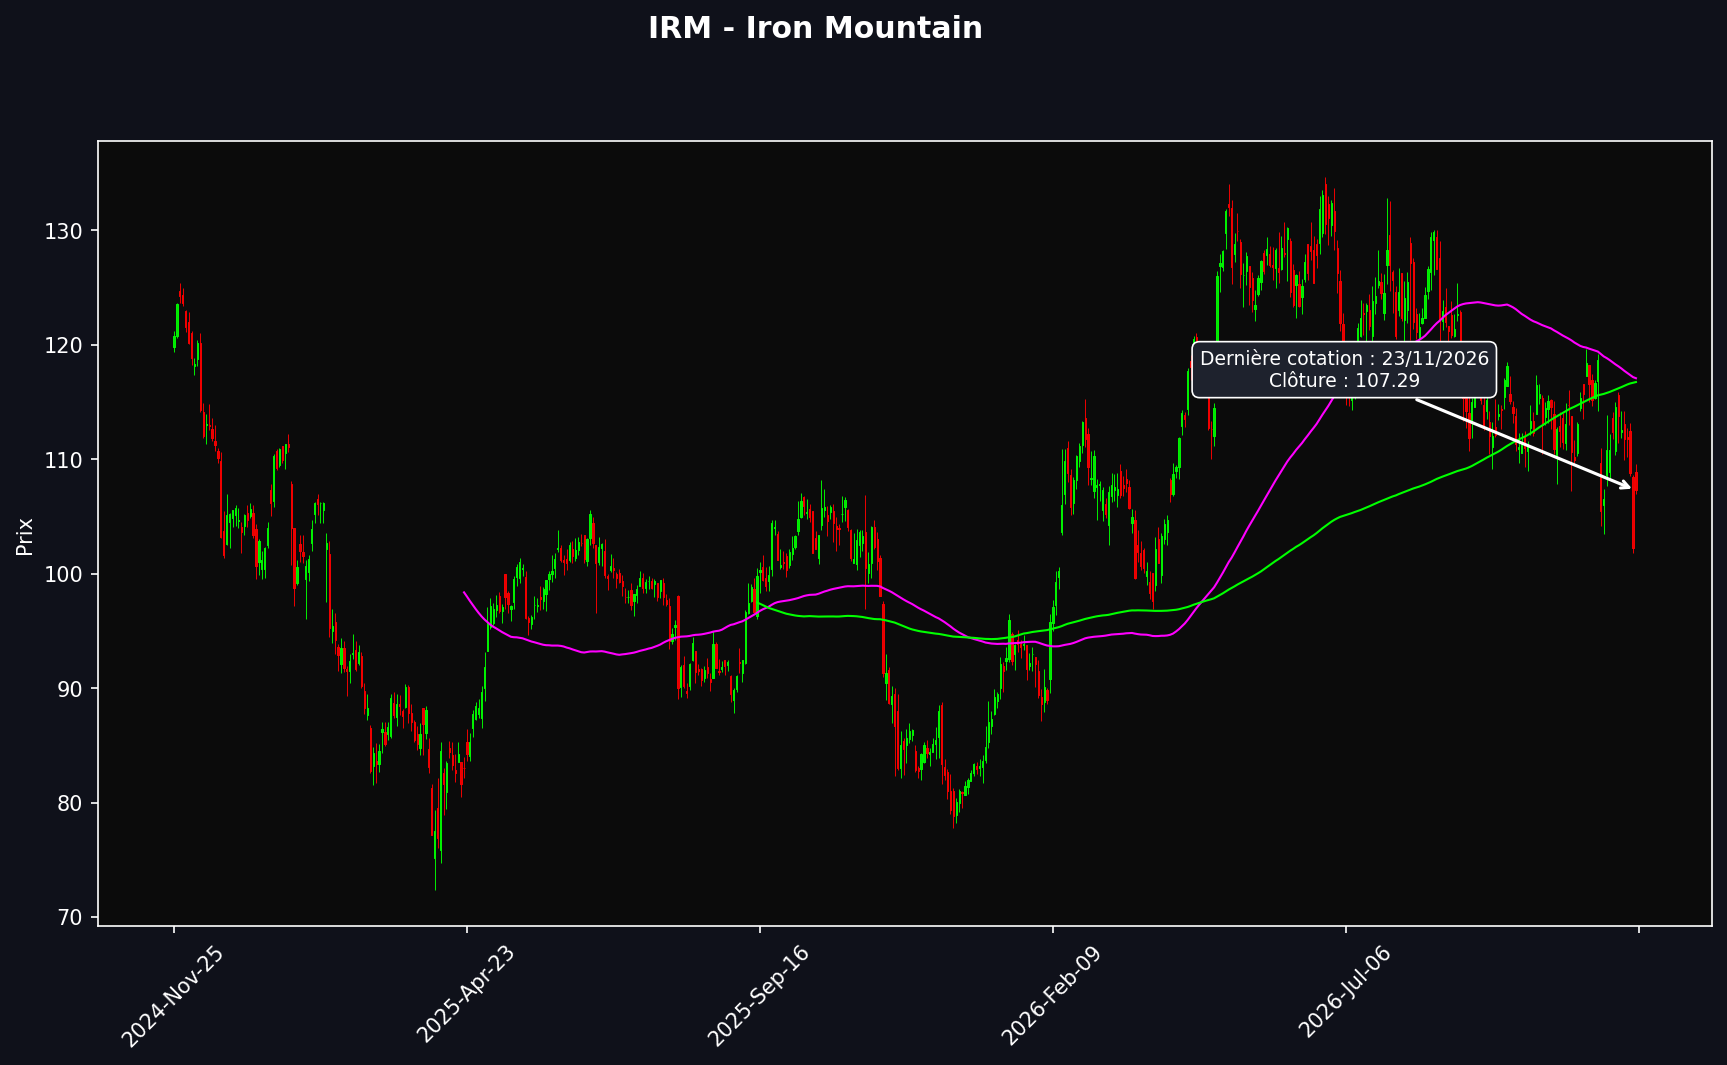 IRM - Iron Mountain
Prix
130
120
110
100
90
80
70
Dernière cotation : 23/11/2026
Clôture : 107.29
2024-Nov-25
2025-Apr-23
2025-Sep-16
2026-Feb-09
2026-Jul-06